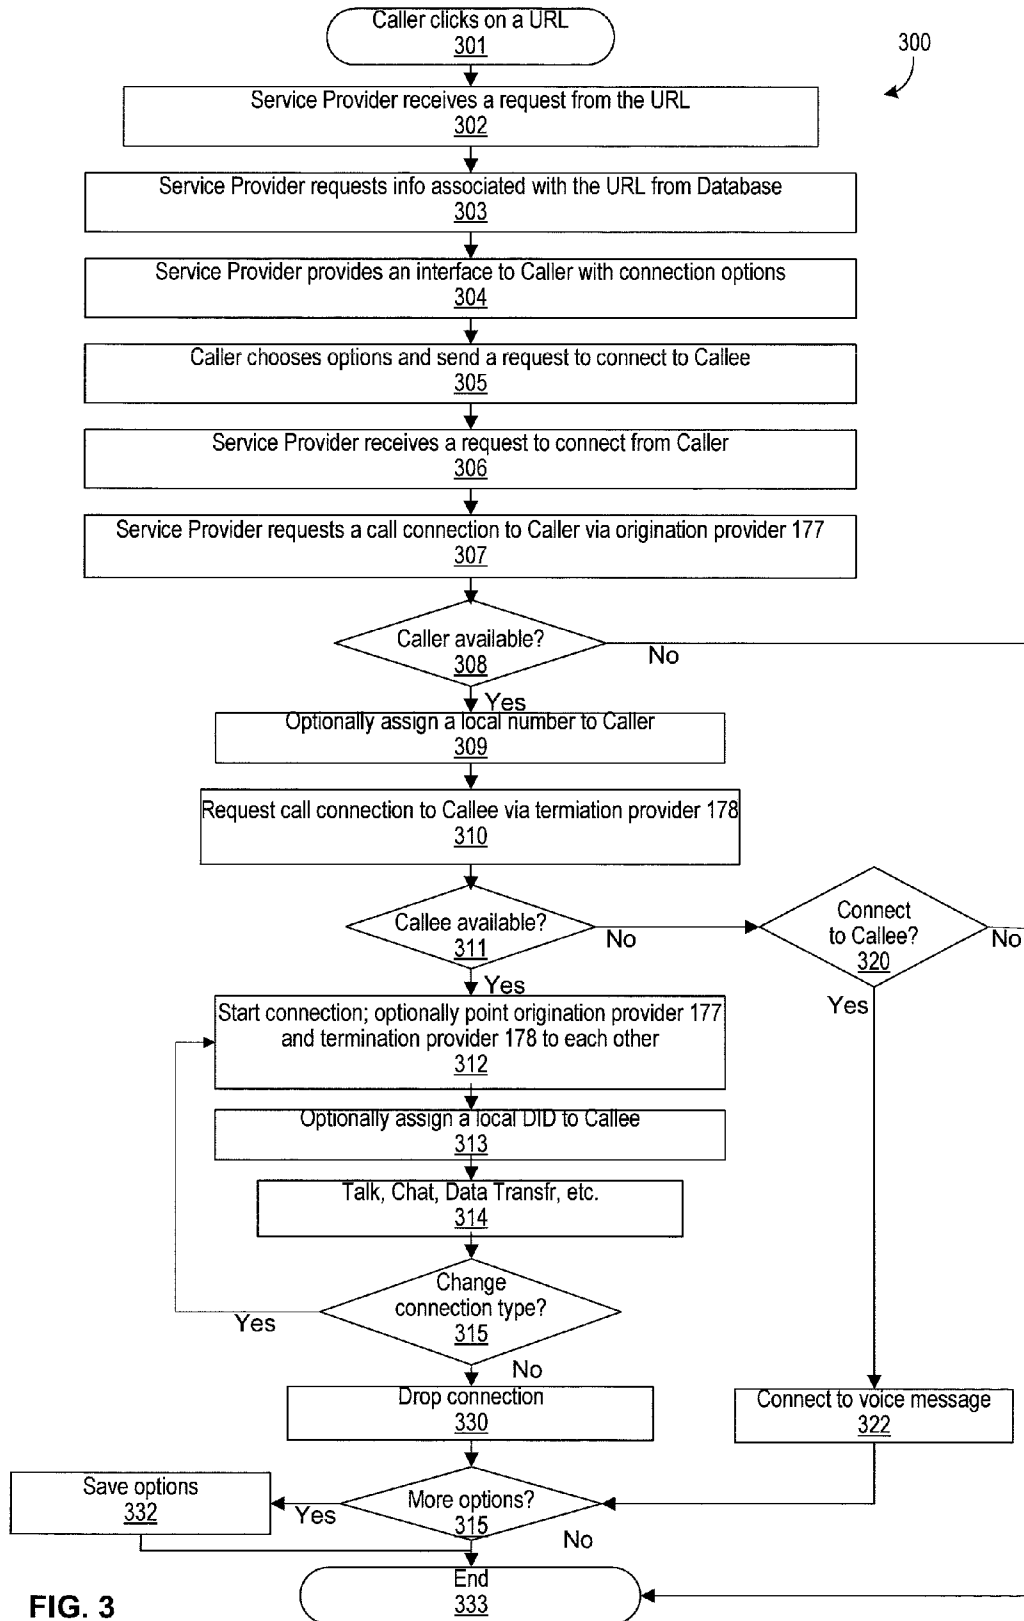 Caller clicks on a URL
301
300
Service Provider receives a request from the URL
302
Service Provider requests info associated with the URL from Database
303
Service Provider provides an interface to Caller with connection options
304
Caller chooses options and send a request to connect to Callee
305
Service Provider receives a request to connect from Caller
306
Service Provider requests a call connection to Caller via origination provider 177
307
Caller available?
308
No
Yes
Optionally assign a local number to Caller
309
Request call connection to Callee via termiation provider 178
310
Callee available?
311
No
Connect
to Callee?
320
No
Yes
Yes
Start connection; optionally point origination provider 177
and termination provider 178 to each other
312
Optionally assign a local DID to Callee
313
Talk, Chat, Data Transfr, etc.
314
Change
connection type?
315
Yes
No
Drop connection
330
Connect to voice message
322
More options?
315
Yes
No
Save options
332
End
333
FIG. 3